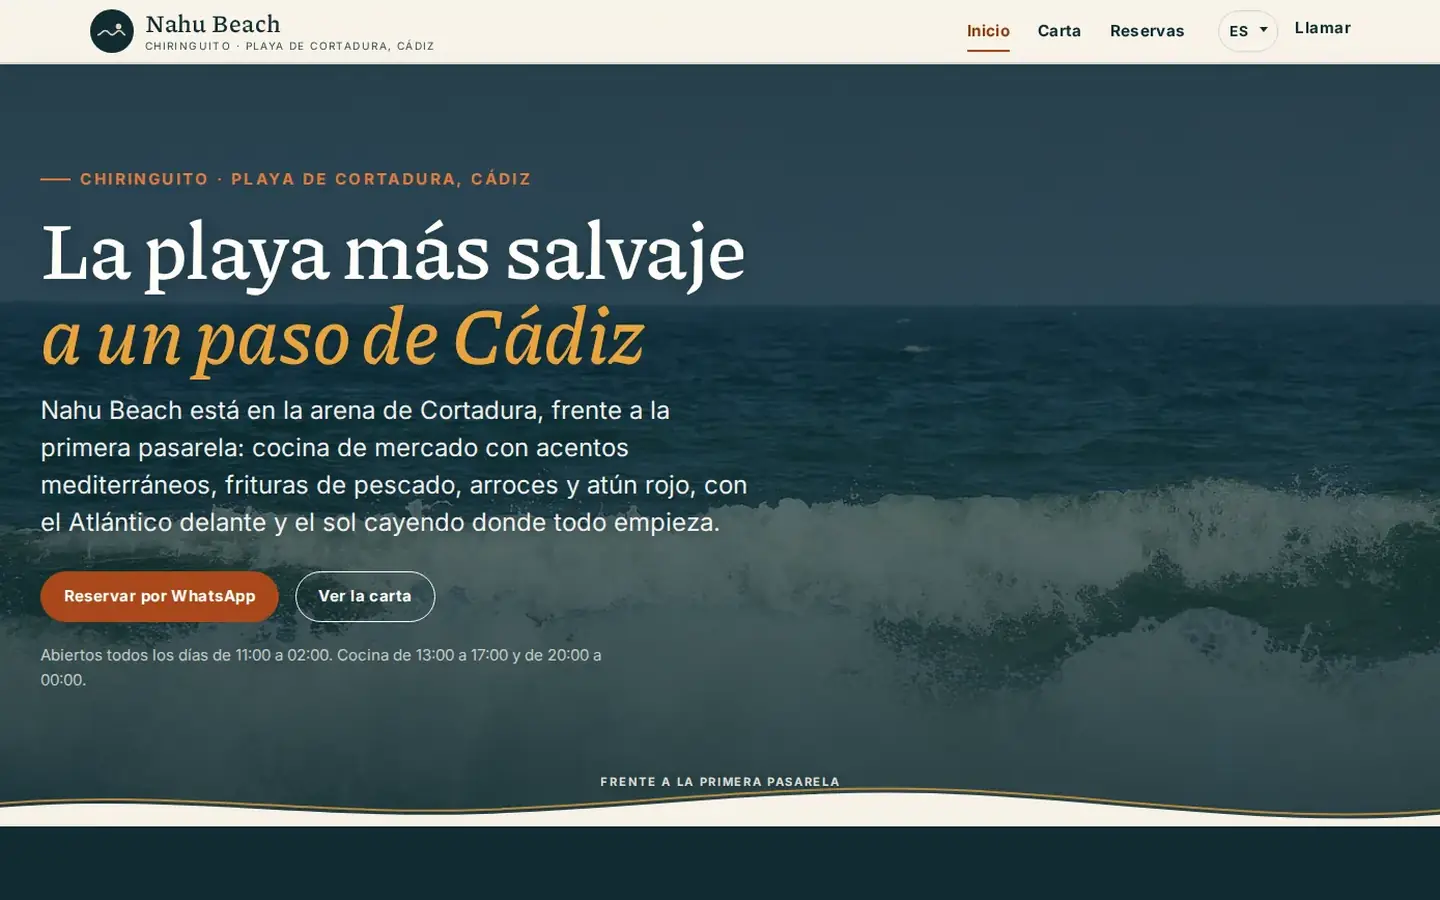 Nahu Beach
CHIRINGUITO · PLAYA DE CORTADURA, CÁDIZ
Inicio
Carta
Reservas
ES
Llamar
CHIRINGUITO · PLAYA DE CORTADURA, CÁDIZ
La playa más salvaje
a un paso de Cádiz
Nahu Beach está en la arena de Cortadura, frente a la
primera pasarela: cocina de mercado con acentos
mediterráneos, frituras de pescado, arroces y atún rojo, con
el Atlántico delante y el sol cayendo donde todo empieza.
Reservar por WhatsApp
Ver la carta
Abiertos todos los días de 11:00 a 02:00. Cocina de 13:00 a 17:00 y de 20:00 a
00:00.
FRENTE A LA PRIMERA PASARELA